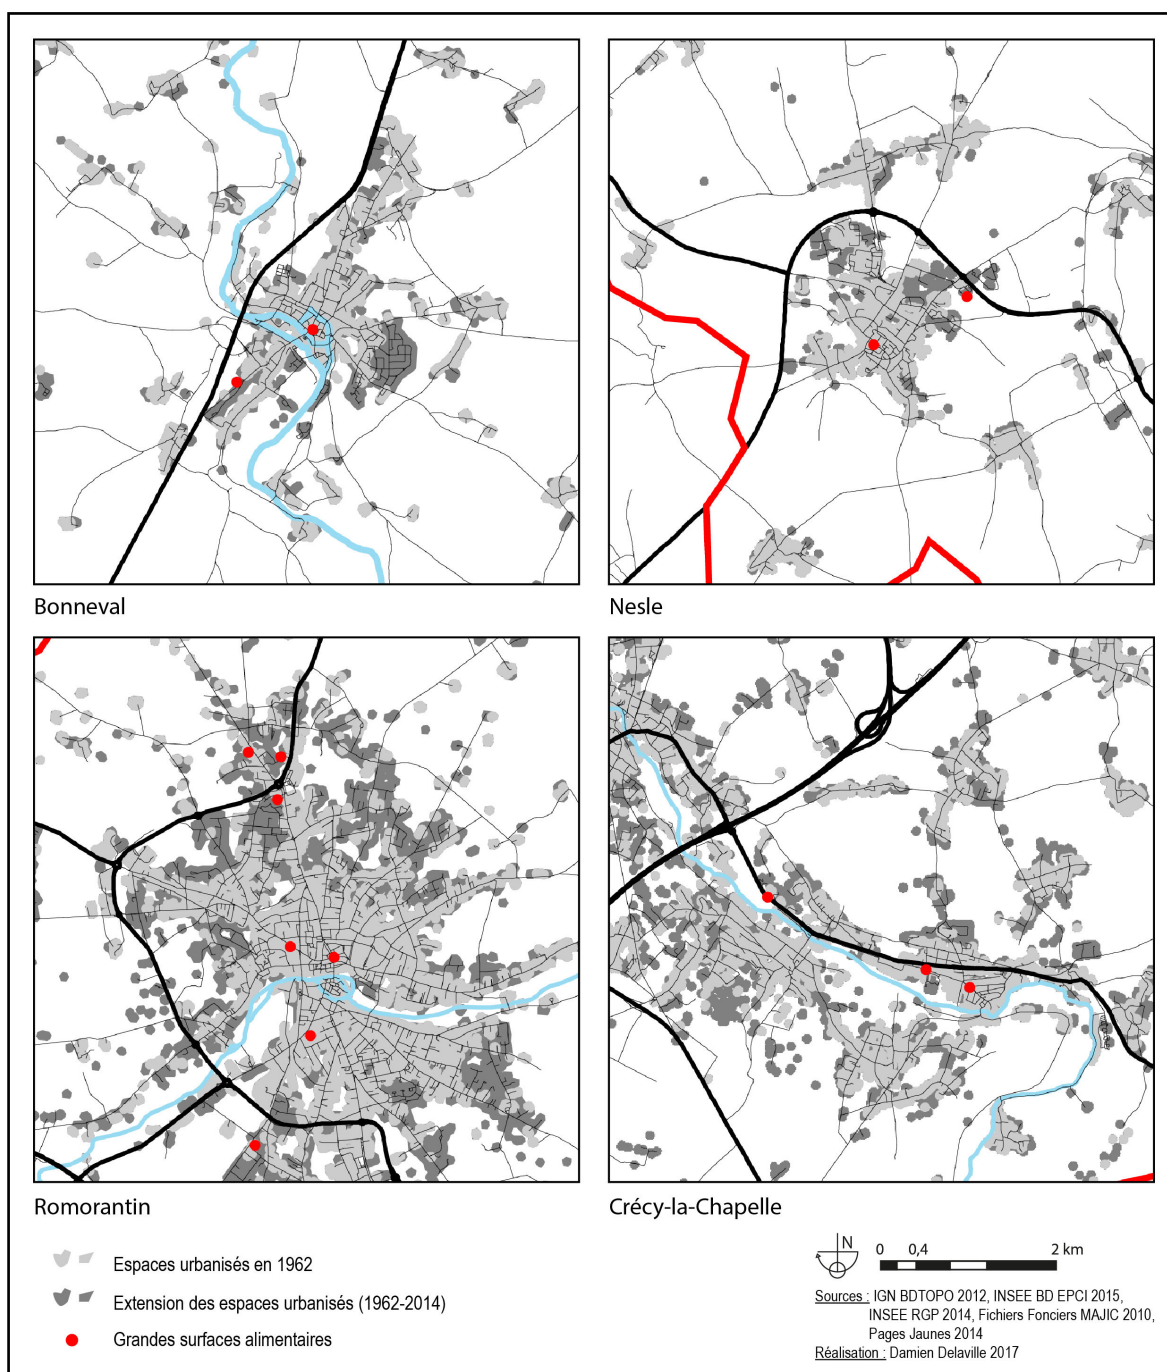 Bonneval
Nesle
Romorantin
Crécy-la-Chapelle
Espaces urbanisés en 1962
Extension des espaces urbanisés (1962-2014)
Grandes surfaces alimentaires
N
0 0,4 2 km
Sources : IGN BDTOPO 2012, INSEE BD EPCI 2015,
INSEE RGP 2014, Fichiers Fonciers MAJIC 2010,
Pages Jaunes 2014
Réalisation : Damien Delaville 2017